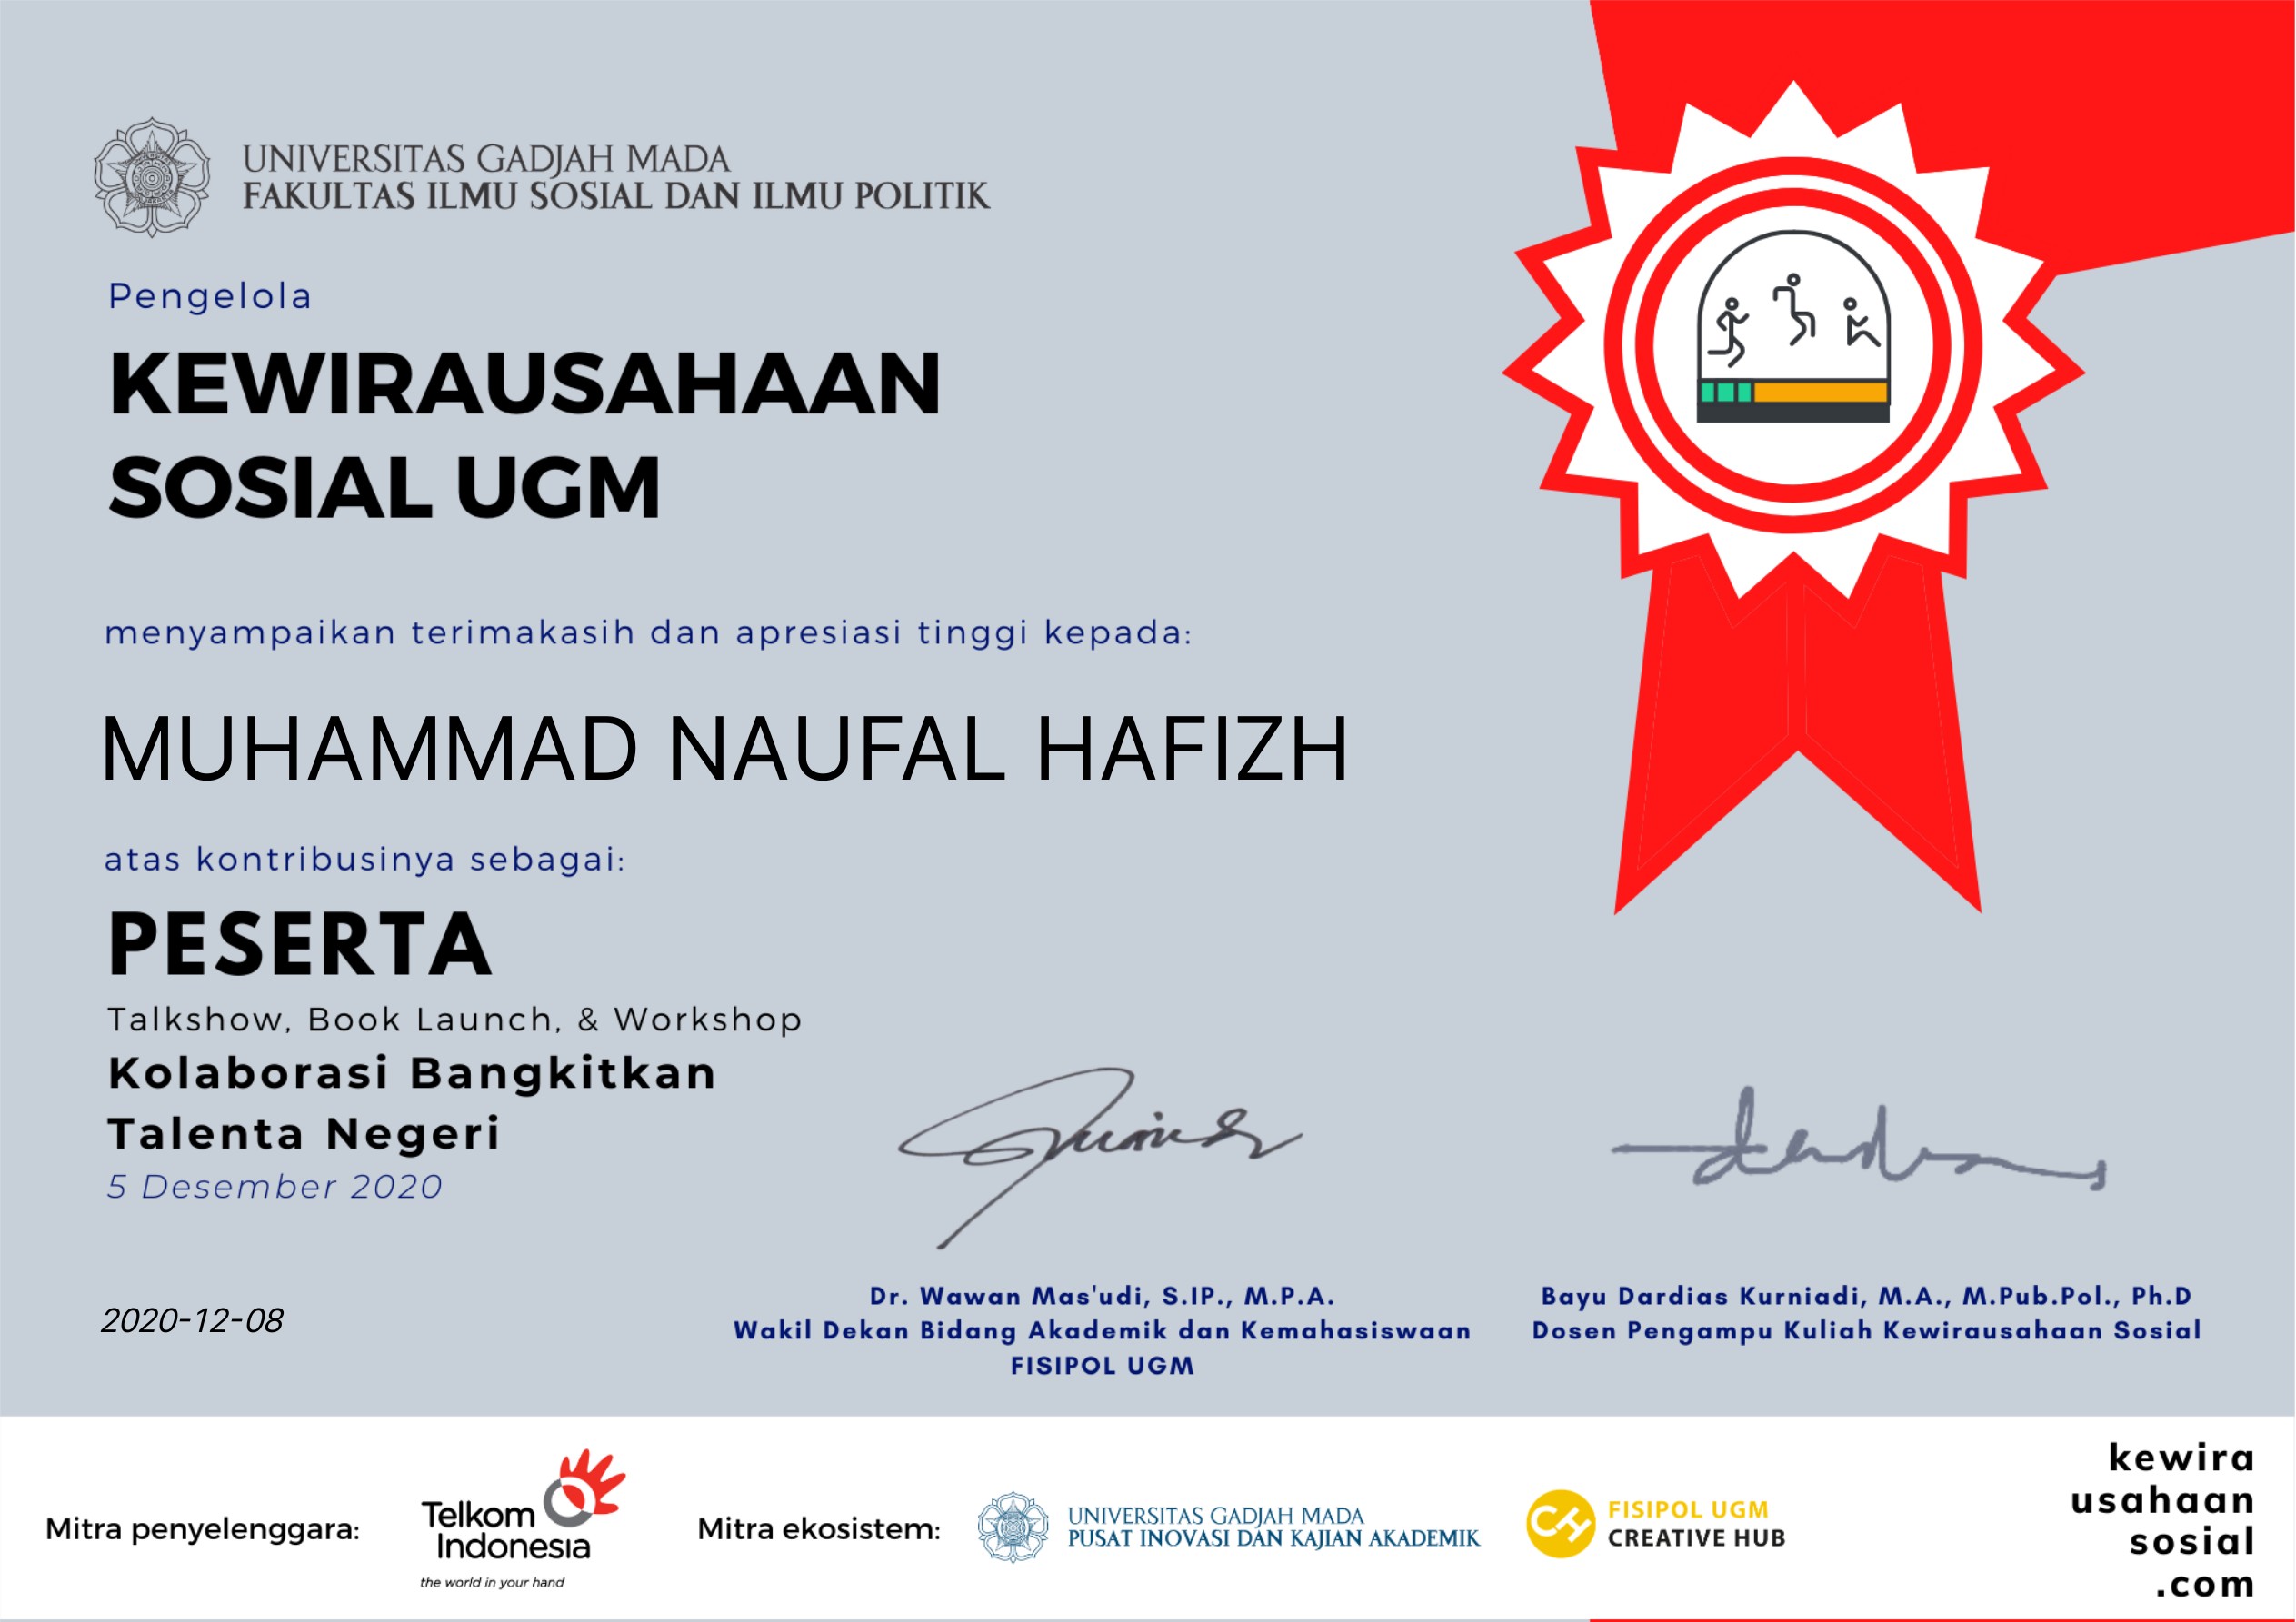 UNIVERSITAS GADJAH MADA
FAKULTAS ILMU SOSIAL DAN ILMU POLITIK
Pengelola
KEWIRAUSAHAAN
SOSIAL UGM
menyampaikan terimakasih dan apresiasi tinggi kepada:
MUHAMMAD NAUFAL HAFIZH
atas kontribusinya sebagai:
PESERTA
Talkshow, Book Launch, & Workshop
Kolaborasi Bangkitkan
Talenta Negeri
5 Desember 2020
2020-12-08
Dr. Wawan Mas'udi, S.IP., M.P.A.
Wakil Dekan Bidang Akademik dan Kemahasiswaan
FISIPOL UGM
Bayu Dardias Kurniadi, M.A., M.Pub.Pol., Ph.D
Dosen Pengampu Kuliah Kewirausahaan Sosial
Mitra penyelenggara:
Telkom
Indonesia
the world in your hand
Mitra ekosistem:
UNIVERSITAS GADJAH MADA
PUSAT INOVASI DAN KAJIAN AKADEMIK
CH
FISIPOL UGM
CREATIVE HUB
kewira
usahaan
sosial
.com